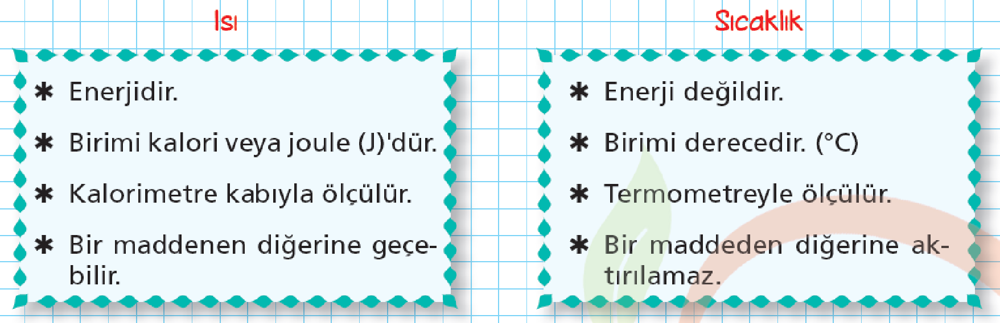 Isı
✱ Enerjidir.
✱ Birimi kalori veya joule (J)'dür.
✱ Kalorimetre kabıyla ölçülür.
✱ Bir maddenen diğerine geçe-
bilir.
Sıcaklık
✱ Enerji değildir.
✱ Birimi derecedir. (°C)
✱ Termometreyle ölçülür.
✱ Bir maddeden diğerine ak-
tırılamaz.